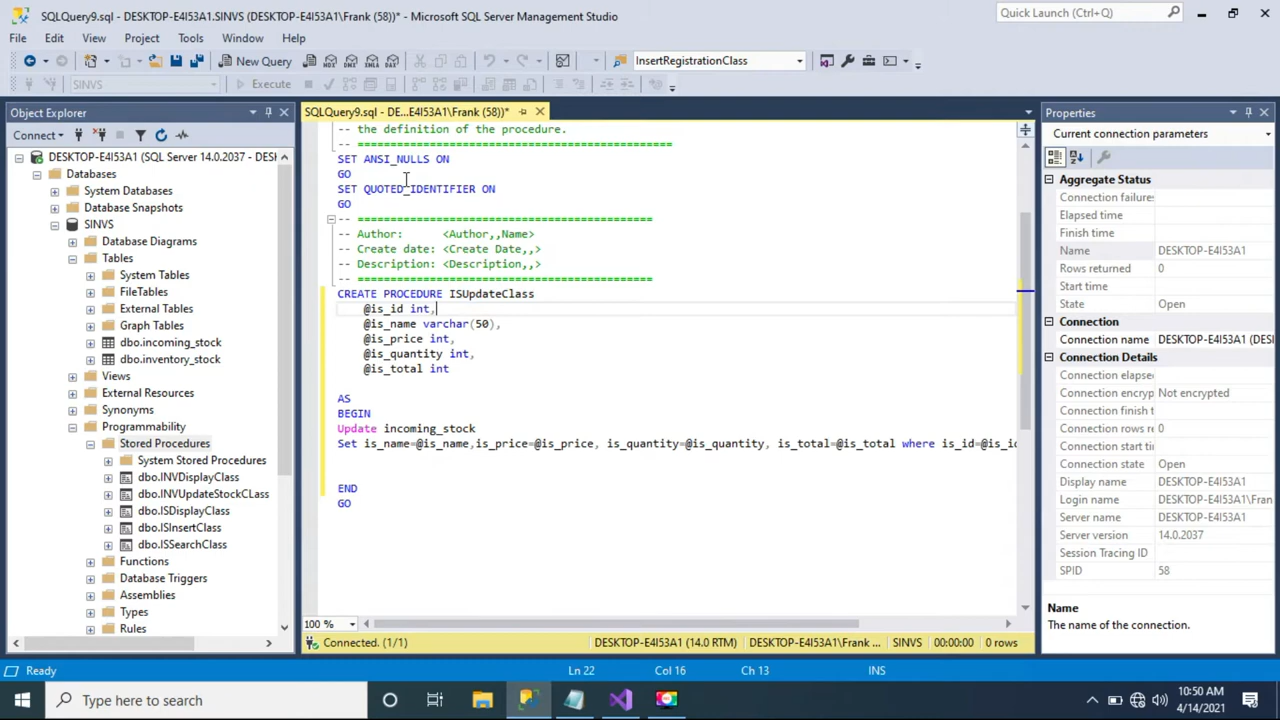 SQLQuery9.sql - DESKTOP-E4I53A1.SINVS (DESKTOP-E4I53A1\Frank (58))* - Microsoft SQL Server Management Studio
Quick Launch (Ctrl+Q)
File Edit View Project Tools Window Help
New Query
InsertRegistrationClass
SINVS
Execute
Object Explorer
Connect
DESKTOP-E4I53A1 (SQL Server 14.0.2037 - DESK
Databases
System Databases
Database Snapshots
SINVS
Database Diagrams
Tables
System Tables
FileTables
External Tables
Graph Tables
dbo.incoming_stock
dbo.inventory_stock
Views
External Resources
Synonyms
Programmability
Stored Procedures
System Stored Procedures
dbo.INVDisplayClass
dbo.INVUpdateStockCLass
dbo.ISDisplayClass
dbo.ISInsertClass
dbo.ISSearchClass
Functions
Database Triggers
Assemblies
Types
Rules
SQLQuery9.sql - DE...E4I53A1\Frank (58))*
-- the definition of the procedure.
-- ================================================
SET ANSI_NULLS ON
GO
SET QUOTED_IDENTIFIER ON
GO
-- =============================================
-- Author: <Author,,Name>
-- Create date: <Create Date,,>
-- Description: <Description,,>
-- =============================================
CREATE PROCEDURE ISUpdateClass
@is_id int,
@is_name varchar(50),
@is_price int,
@is_quantity int,
@is_total int
AS
BEGIN
Update incoming_stock
Set is_name=@is_name,is_price=@is_price, is_quantity=@is_quantity, is_total=@is_total where is_id=@is_id
END
GO
100 %
Connected. (1/1)
DESKTOP-E4I53A1 (14.0 RTM) DESKTOP-E4I53A1\Frank ... SINVS 00:00:00 0 rows
Properties
Current connection parameters
Aggregate Status
Connection failures
Elapsed time
Finish time
Name DESKTOP-E4I53A1
Rows returned 0
Start time
State Open
Connection
Connection name DESKTOP-E4I53A1 (DES
Connection Details
Connection elapsed
Connection encryp Not encrypted
Connection finish t
Connection rows re 0
Connection start ti
Connection state Open
Display name DESKTOP-E4I53A1
Login name DESKTOP-E4I53A1\Fran
Server name DESKTOP-E4I53A1
Server version 14.0.2037
Session Tracing ID
SPID 58
Name
The name of the connection.
Ready
Ln 22 Col 16 Ch 13 INS
Type here to search
10:50 AM
4/14/2021